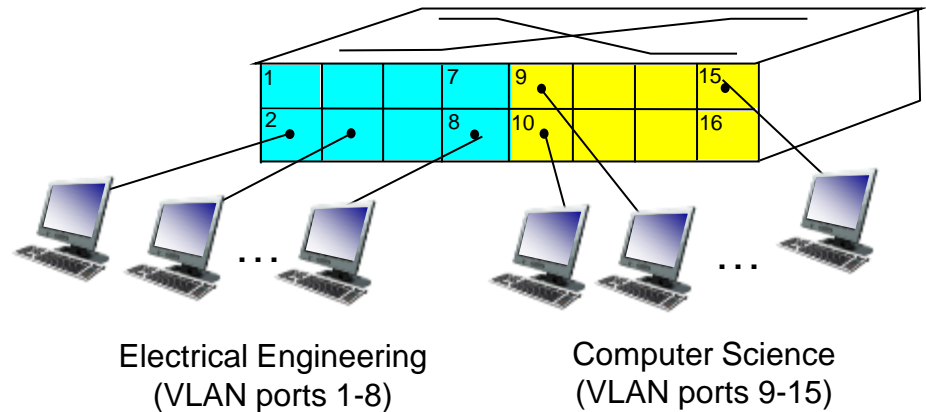 1 7 9 15
2 8 10 16
... ...
Electrical Engineering Computer Science
(VLAN ports 1-8) (VLAN ports 9-15)